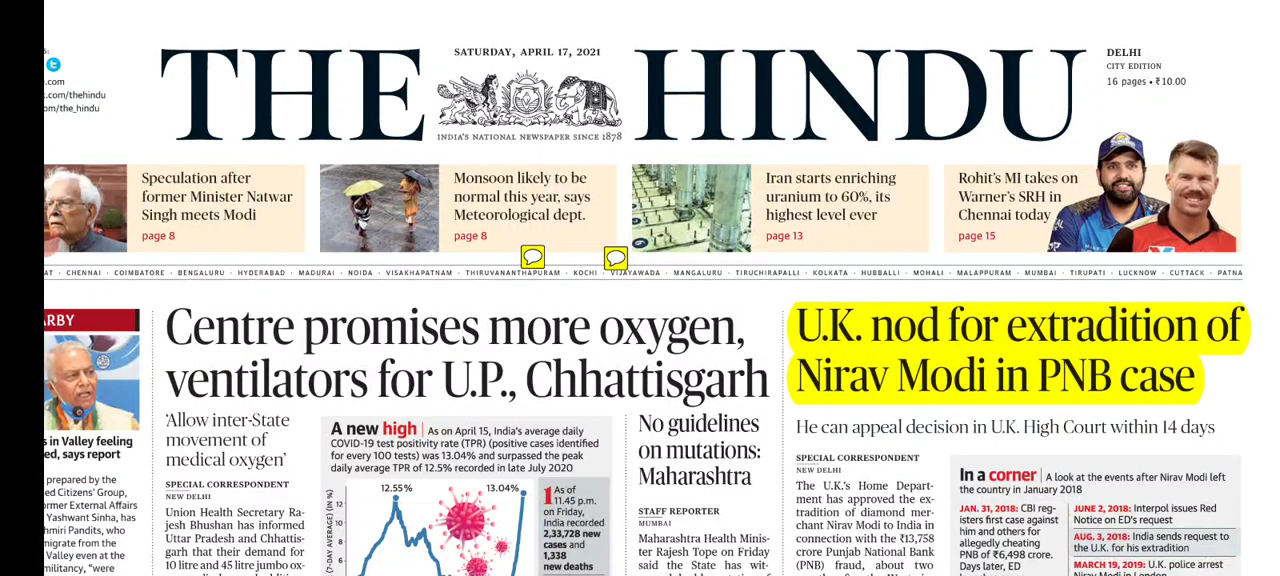 SATURDAY, APRIL 17, 2021
THE HINDU
INDIA'S NATIONAL NEWSPAPER SINCE 1878
DELHI
CITY EDITION
16 pages • ₹10.00
.com
k.com/thehindu
om/the_hindu
Speculation after
former Minister Natwar
Singh meets Modi
page 8
Monsoon likely to be
normal this year, says
Meteorological dept.
page 8
Iran starts enriching
uranium to 60%, its
highest level ever
page 13
Rohit's MI takes on
Warner's SRH in
Chennai today
page 15
AT · CHENNAI · COIMBATORE · BENGALURU · HYDERABAD · MADURAI · NOIDA · VISAKHAPATNAM · THIRUVANANTHAPURAM · KOCHI · VIJAYAWADA · MANGALURU · TIRUCHIRAPALLI · KOLKATA · HUBBALLI · MOHALI · MALAPPURAM · MUMBAI · TIRUPATI · LUCKNOW · CUTTACK · PATNA
ARBY
s in Valley feeling
ed, says report
prepared by the
ed Citizens' Group,
ormer External Affairs
Yashwant Sinha, has
hmiri Pandits, who
migrate from the
Valley even at the
militancy, "were
Centre promises more oxygen,
ventilators for U.P., Chhattisgarh
'Allow inter-State
movement of
medical oxygen'
SPECIAL CORRESPONDENT
NEW DELHI
Union Health Secretary Ra-
jesh Bhushan has informed
Uttar Pradesh and Chhattis-
garh that their demand for
10 litre and 45 litre jumbo ox-
A new high | As on April 15, India's average daily
COVID-19 test positivity rate (TPR) (positive cases identified
for every 100 tests) was 13.04% and surpassed the peak
daily average TPR of 12.5% recorded in late July 2020
12.55%
13.04%
(7-DAY AVERAGE) (IN %)
12
10
8
6
1 As of
11.45 p.m.
on Friday,
India recorded
2,33,728 new
cases and
1,338
new deaths
No guidelines
on mutations:
Maharashtra
STAFF REPORTER
MUMBAI
Maharashtra Health Minis-
ter Rajesh Tope on Friday
said the State has wit-
U.K. nod for extradition of
Nirav Modi in PNB case
He can appeal decision in U.K. High Court within 14 days
SPECIAL CORRESPONDENT
NEW DELHI
The U.K.'s Home Depart-
ment has approved the ex-
tradition of diamond mer-
chant Nirav Modi to India in
connection with the ₹13,758
crore Punjab National Bank
(PNB) fraud, about two
In a corner | A look at the events after Nirav Modi left
the country in January 2018
JAN. 31, 2018: CBI reg-
isters first case against
him and others for
allegedly cheating
PNB of ₹6,498 crore.
Days later, ED
JUNE 2, 2018: Interpol issues Red
Notice on ED's request
AUG. 3, 2018: India sends request to
the U.K. for his extradition
MARCH 19, 2019: U.K. police arrest
Nirav Modi in London